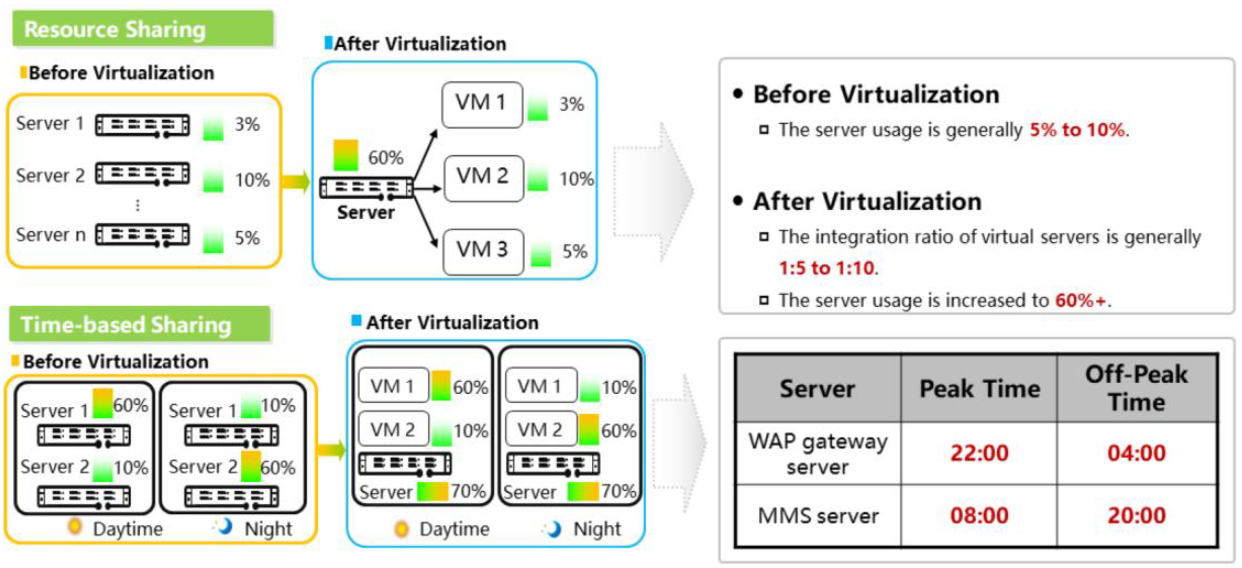 Resource Sharing
Before Virtualization
Server 1 3%
Server 2 10%
⋮
Server n 5%
After Virtualization
60%
Server
VM 1 3%
VM 2 10%
VM 3 5%
• Before Virtualization
The server usage is generally 5% to 10%.
• After Virtualization
The integration ratio of virtual servers is generally
1:5 to 1:10.
The server usage is increased to 60%+.
Time-based Sharing
Before Virtualization
Server 1 60%
Server 2 10%
Daytime
Server 1 10%
Server 2 60%
Night
After Virtualization
VM 1 60%
VM 2 10%
Server 70%
Daytime
VM 1 10%
VM 2 60%
Server 70%
Night
Server Peak Time Off-Peak
Time
WAP gateway
server 22:00 04:00
MMS server 08:00 20:00